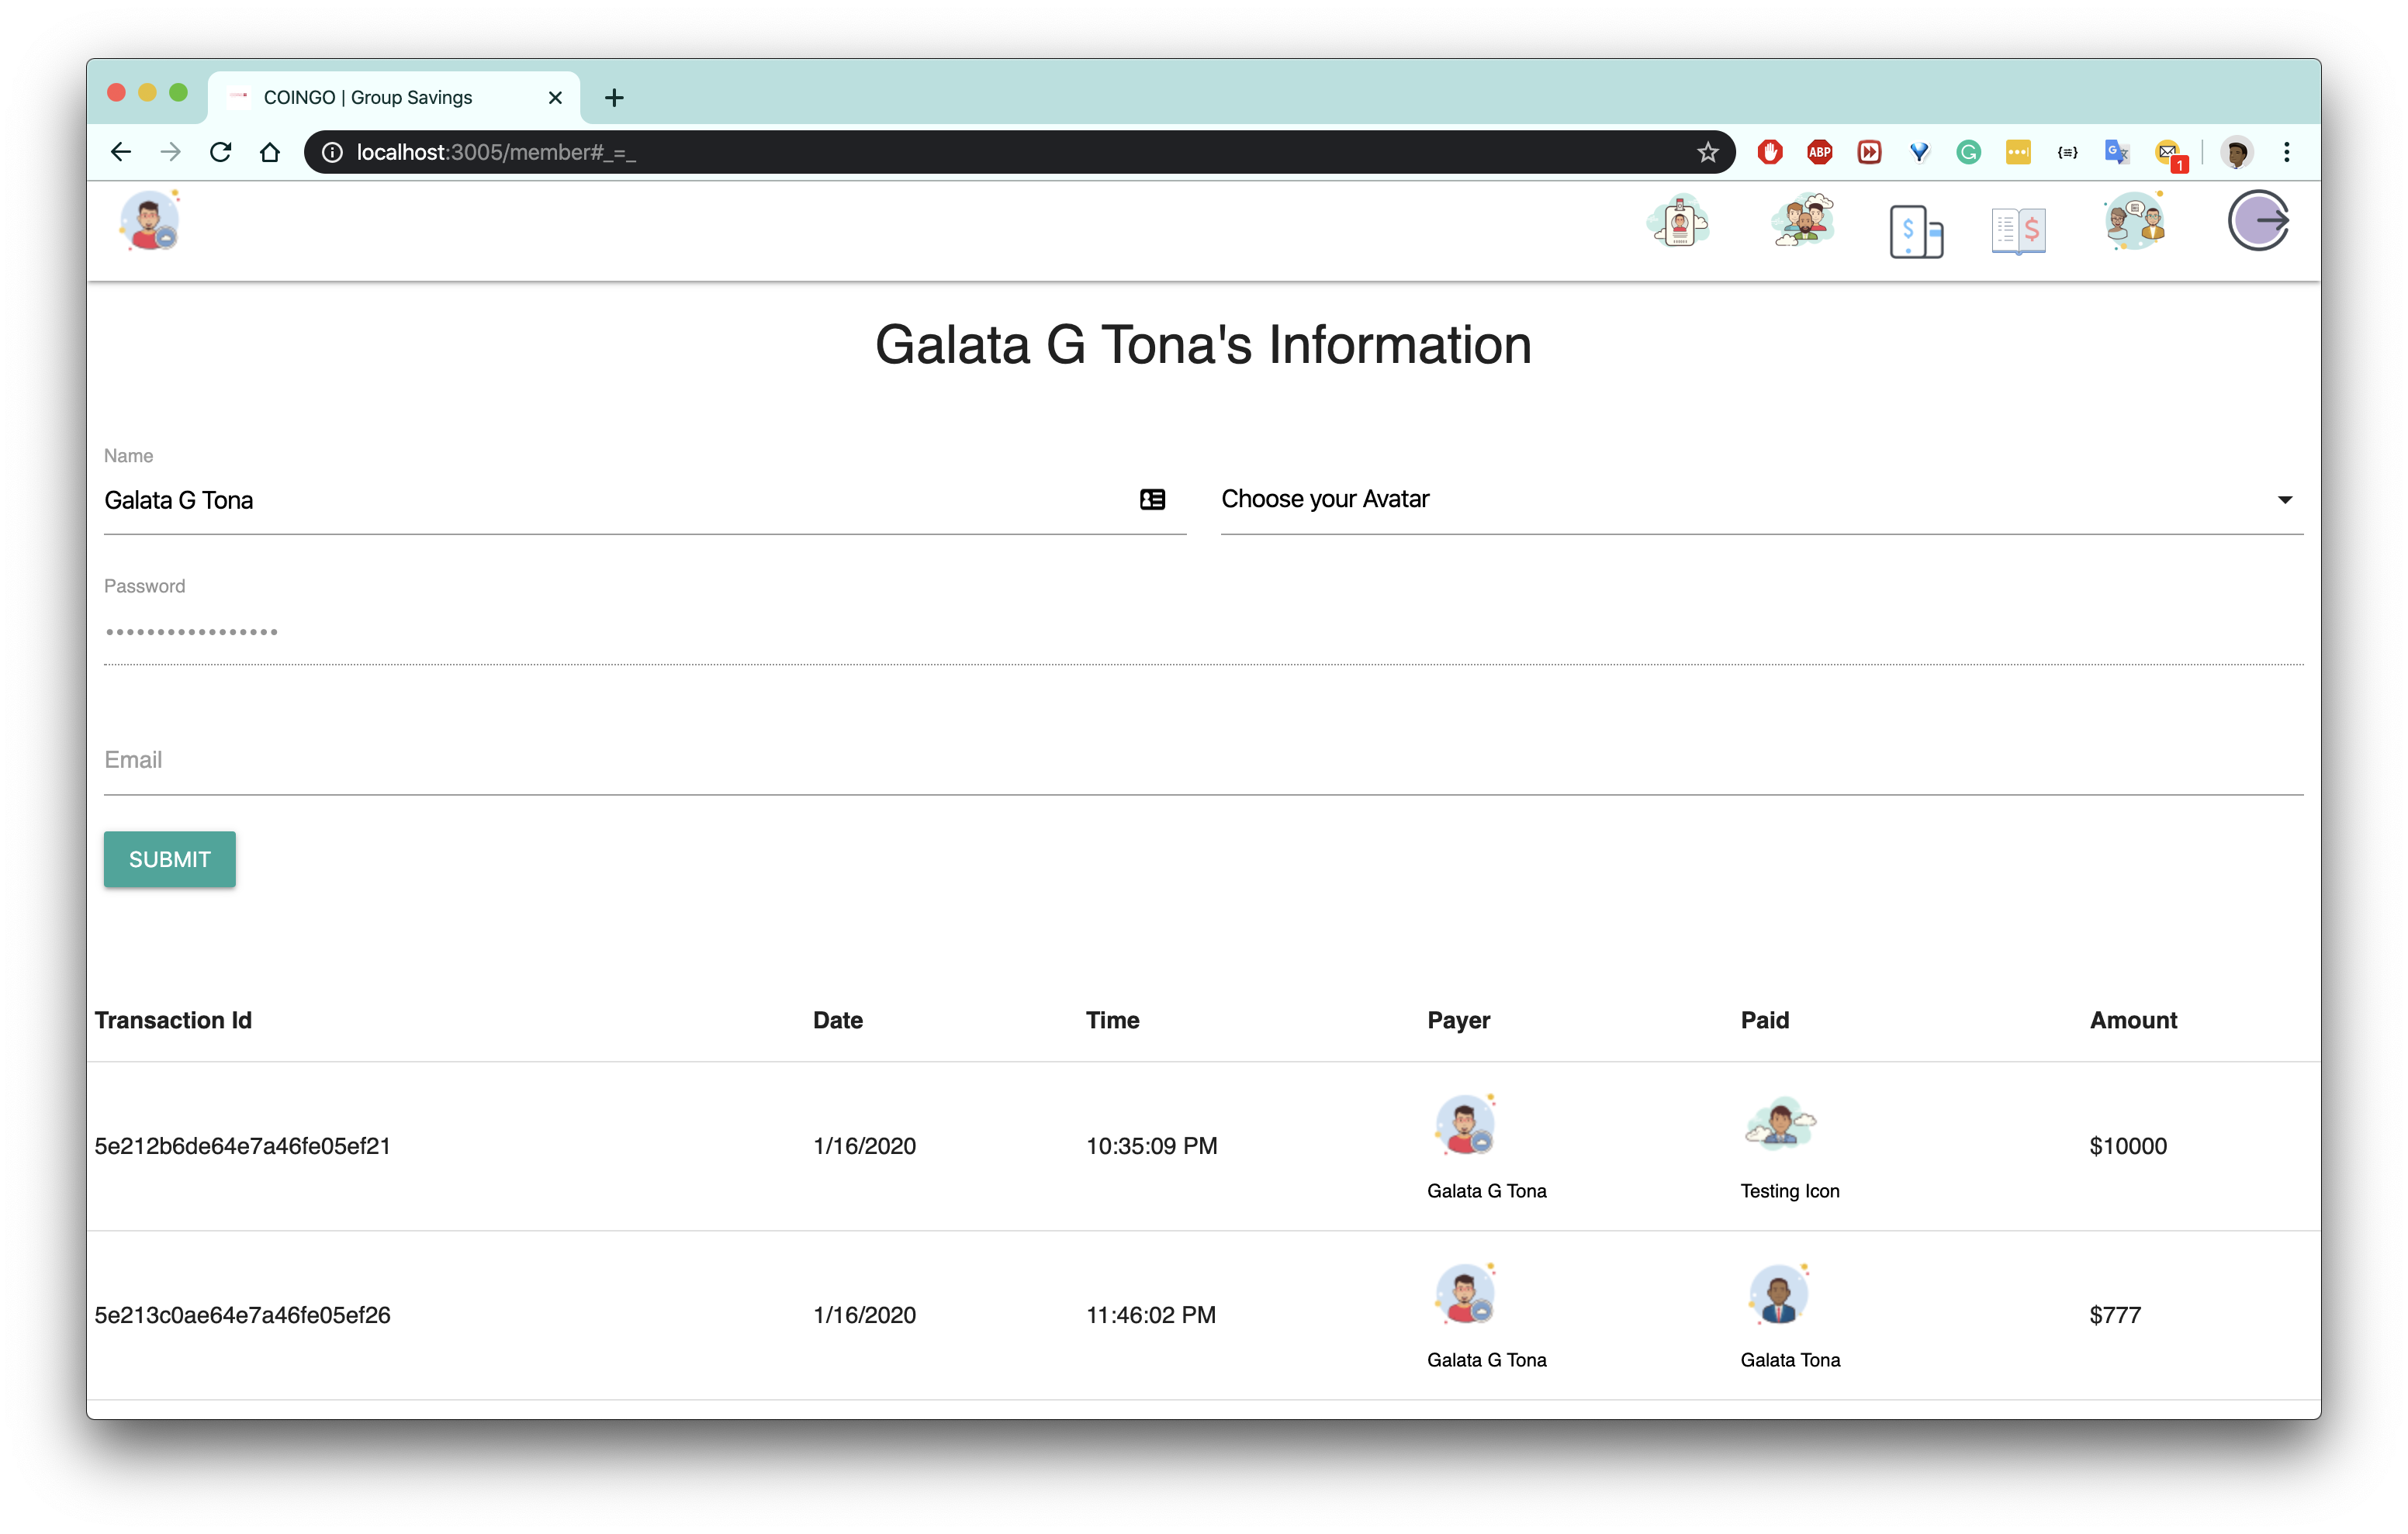 COINGO | Group Savings
localhost:3005/member#_=_
ABP
1
Galata G Tona's Information
Name
Galata G Tona
Choose your Avatar
Password
•••••••••••••••••
Email
SUBMIT
Transaction Id Date Time Payer Paid Amount
5e212b6de64e7a46fe05ef21 1/16/2020 10:35:09 PM $10000
Galata G Tona Testing Icon
5e213c0ae64e7a46fe05ef26 1/16/2020 11:46:02 PM $777
Galata G Tona Galata Tona